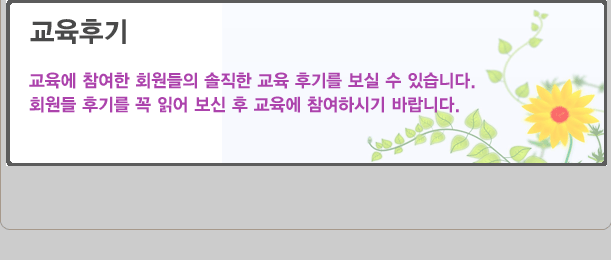 교육후기
교육에 참여한 회원들의 솔직한 교육 후기를 보실 수 있습니다.
회원들 후기를 꼭 읽어 보신 후 교육에 참여하시기 바랍니다.